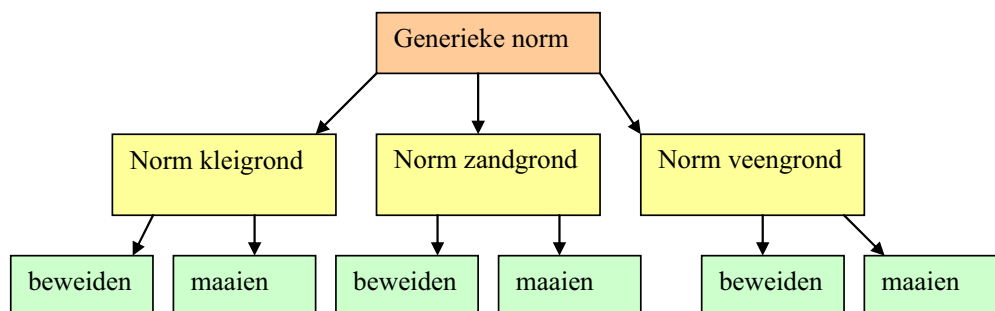 Generieke norm
Norm kleigrond
Norm zandgrond
Norm veengrond
beweiden
maaien
beweiden
maaien
beweiden
maaien